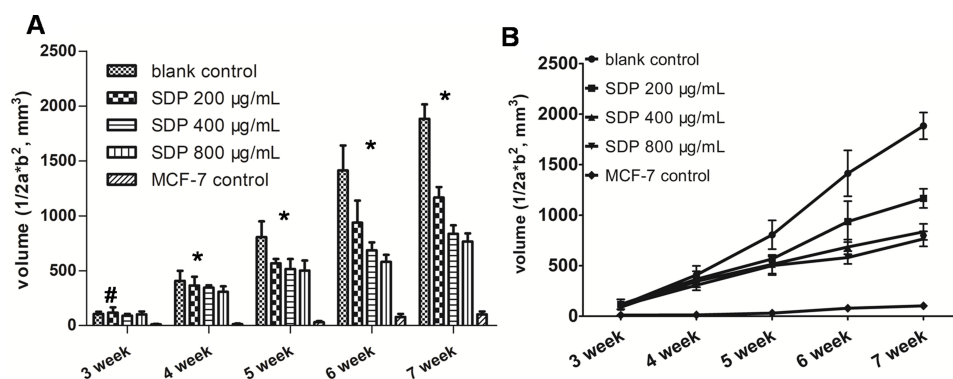 A
volume (1/2a*b², mm³)
2500
2000
1500
1000
500
0
blank control
SDP 200 µg/mL
SDP 400 µg/mL
SDP 800 µg/mL
MCF-7 control
#
*
*
*
*
3 week
4 week
5 week
6 week
7 week
B
volume (1/2a*b², mm³)
2500
2000
1500
1000
500
0
blank control
SDP 200 µg/mL
SDP 400 µg/mL
SDP 800 µg/mL
MCF-7 control
3 week
4 week
5 week
6 week
7 week